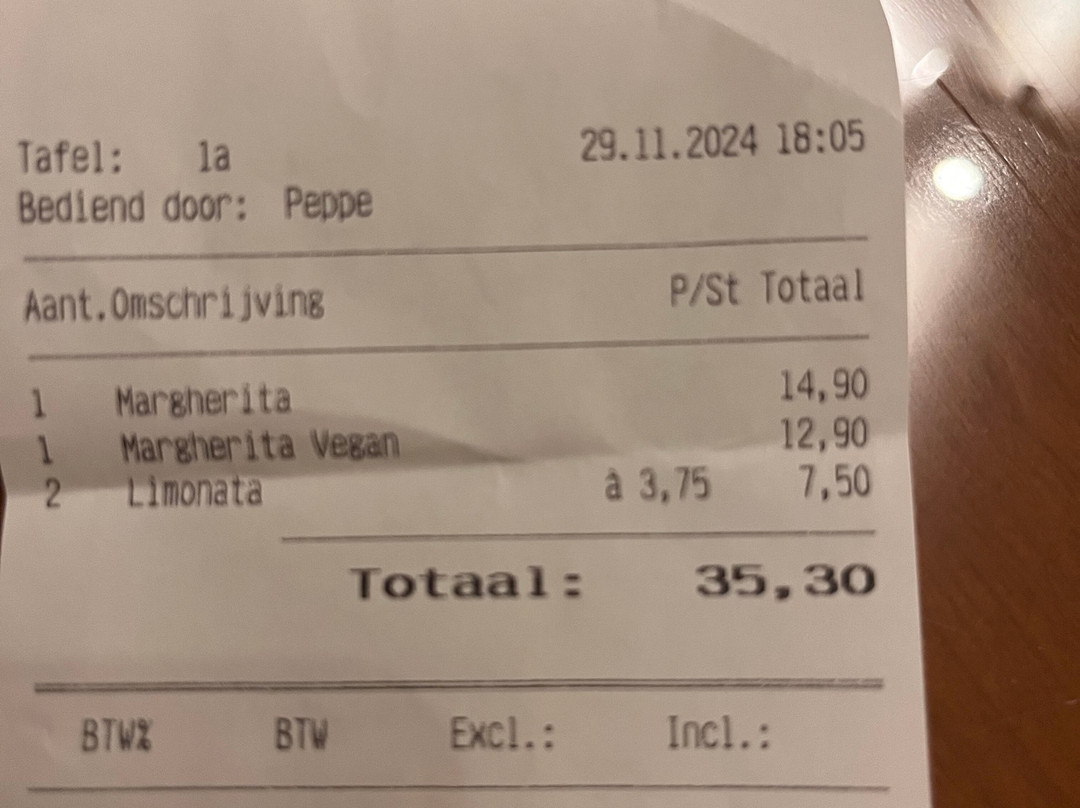 Tafel: 1a 29.11.2024 18:05
Bediend door: Peppe
Aant.Omschrijving P/St Totaal
1 Margherita 14,90
1 Margherita Vegan 12,90
2 Limonata à 3,75 7,50
Totaal: 35,30
BTW% BTW Excl.: Incl.: